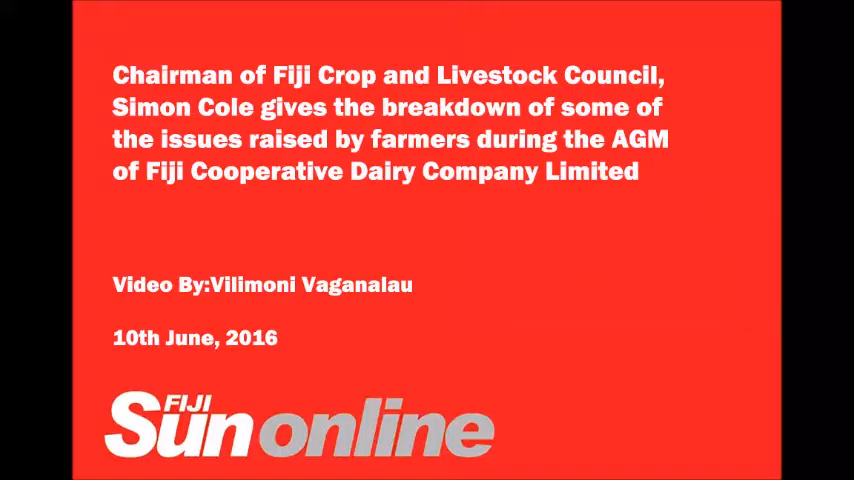 Chairman of Fiji Crop and Livestock Council,
Simon Cole gives the breakdown of some of
the issues raised by farmers during the AGM
of Fiji Cooperative Dairy Company Limited
Video By:Vilimoni Vaganalau
10th June, 2016
FIJI
Sun online